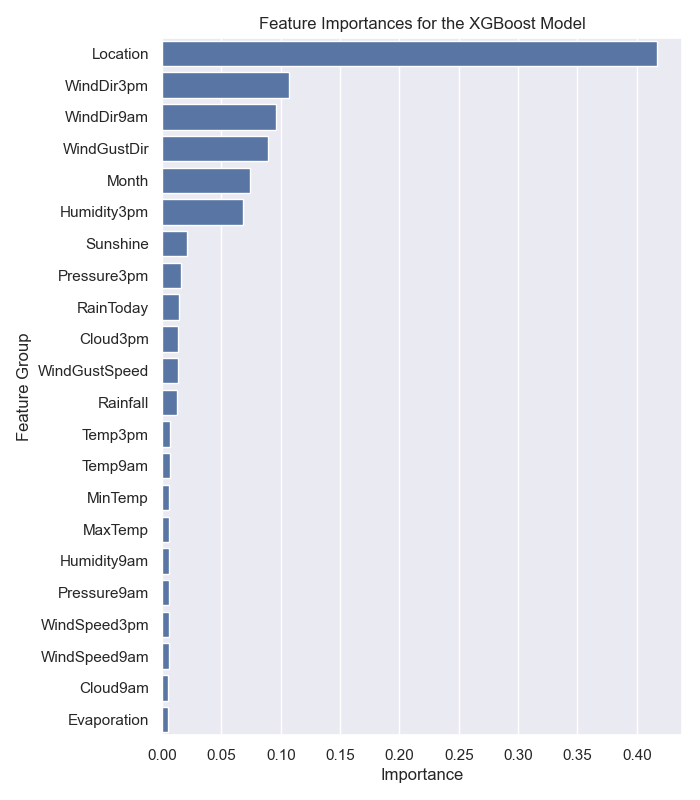 Feature Importances for the XGBoost Model
Location
WindDir3pm
WindDir9am
WindGustDir
Month
Humidity3pm
Sunshine
Pressure3pm
RainToday
Cloud3pm
WindGustSpeed
Rainfall
Temp3pm
Temp9am
MinTemp
MaxTemp
Humidity9am
Pressure9am
WindSpeed3pm
WindSpeed9am
Cloud9am
Evaporation
Feature Group
0.00 0.05 0.10 0.15 0.20 0.25 0.30 0.35 0.40
Importance